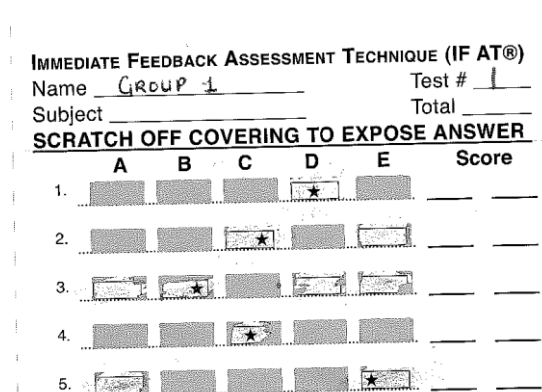 IMMEDIATE FEEDBACK ASSESSMENT TECHNIQUE (IF AT®)
Name GROUP 1 Test # 1
Subject Total
SCRATCH OFF COVERING TO EXPOSE ANSWER
A B C D E Score
1. ★
2. ★
3. ★
4. ★
5. ★